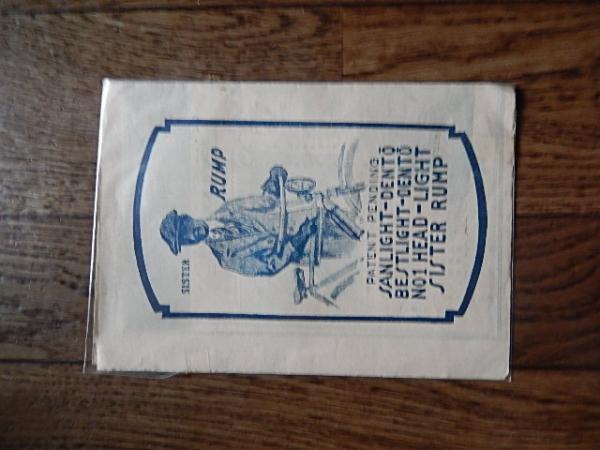 SISTER RUMP
PATENT PENDING
SANLIGHT-DENTŌ
BESTLIGHT-DENTŌ
NO1 HEAD-LIGHT
SISTER RUMP